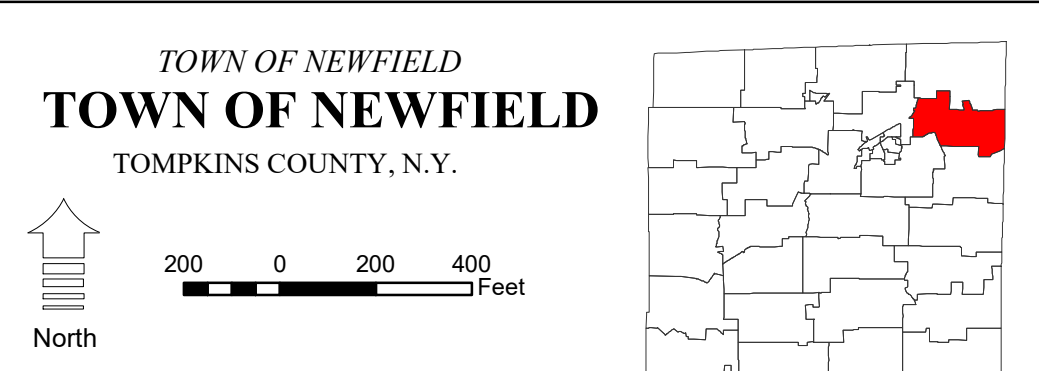 TOWN OF NEWFIELD
TOWN OF NEWFIELD
TOMPKINS COUNTY, N.Y.
200 0 200 400
Feet
North